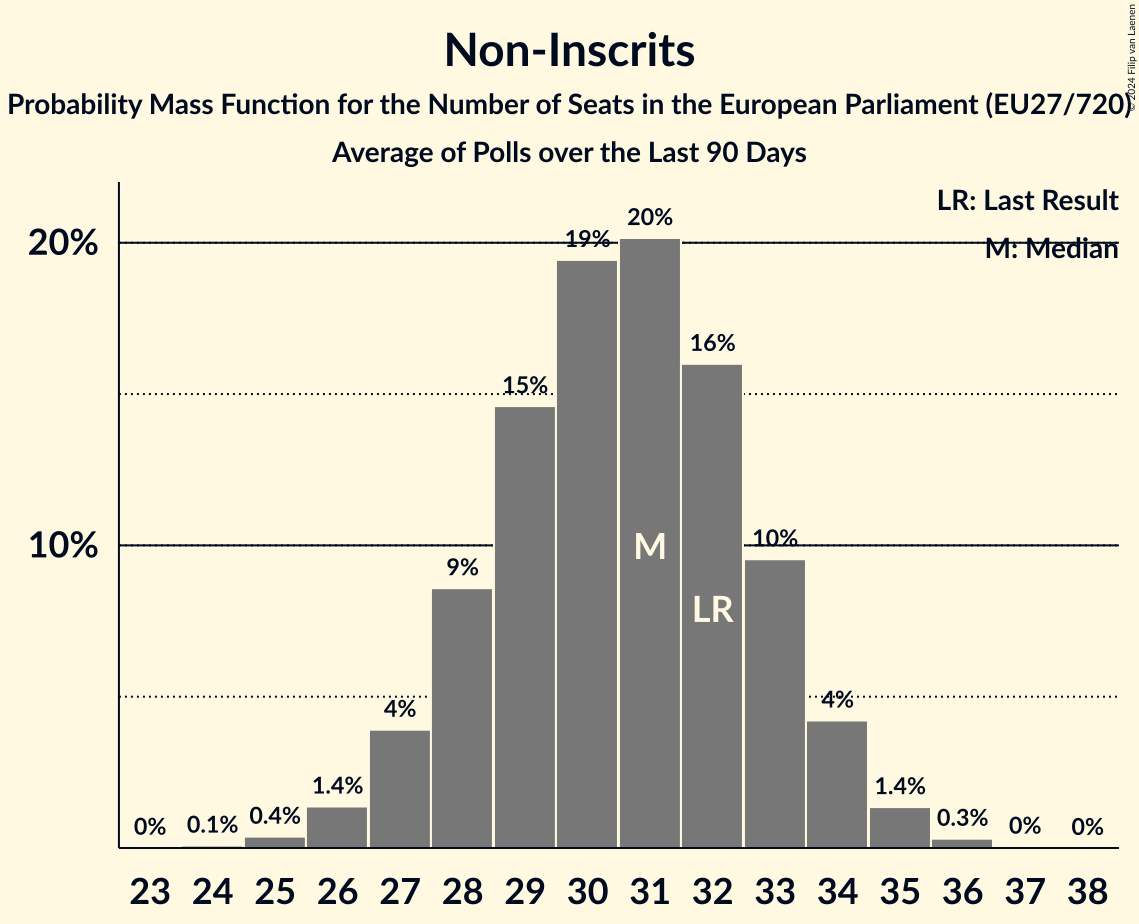 Non-Inscrits
Probability Mass Function for the Number of Seats in the European Parliament (EU27/720)
Average of Polls over the Last 90 Days
© 2024 Filip van Laenen
LR: Last Result
M: Median
20%
10%
0%
0.1%
0.4%
1.4%
4%
9%
15%
19%
20%
16%
10%
4%
1.4%
0.3%
0%
0%
M
LR
23 24 25 26 27 28 29 30 31 32 33 34 35 36 37 38